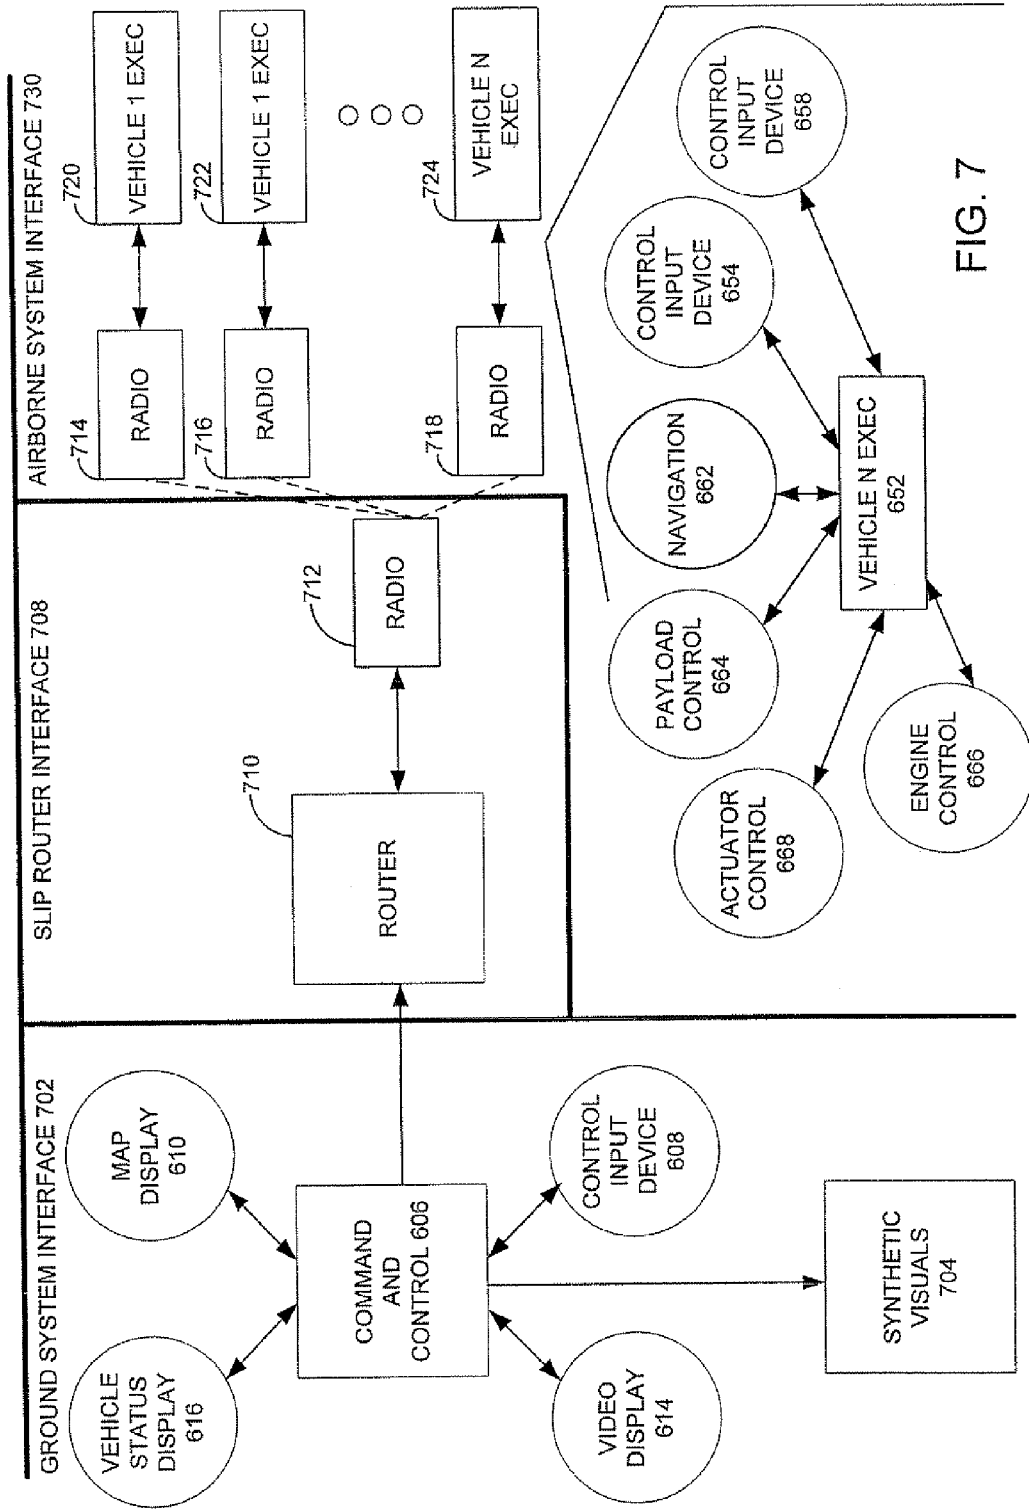 GROUND SYSTEM INTERFACE 702
SLIP ROUTER INTERFACE 708
AIRBORNE SYSTEM INTERFACE 730
VEHICLE
STATUS
DISPLAY
616
MAP
DISPLAY
610
COMMAND
AND
CONTROL 606
VIDEO DISPLAY
614
CONTROL
INPUT
DEVICE
608
SYNTHETIC
VISUALS
704
710
ROUTER
712
RADIO
714
RADIO
720
VEHICLE 1 EXEC
716
RADIO
722
VEHICLE 1 EXEC
718
RADIO
724
VEHICLE N
EXEC
ACTUATOR
CONTROL
668
PAYLOAD
CONTROL
664
NAVIGATION
662
CONTROL
INPUT
DEVICE
654
CONTROL
INPUT
DEVICE
658
ENGINE
CONTROL
666
VEHICLE N EXEC
652
FIG. 7